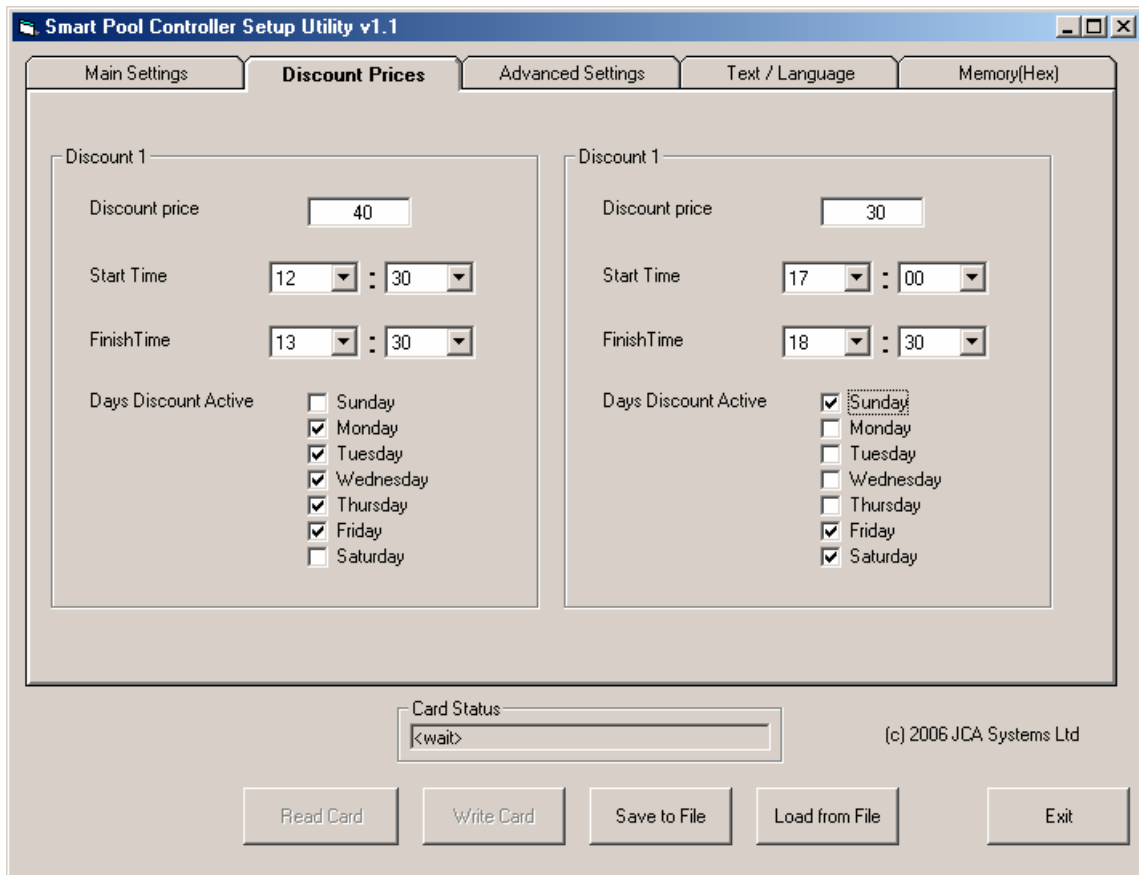 Smart Pool Controller Setup Utility v1.1
Main Settings
Discount Prices
Advanced Settings
Text / Language
Memory(Hex)
Discount 1
Discount price
40
Start Time
12 : 30
FinishTime
13 : 30
Days Discount Active
Sunday
Monday
Tuesday
Wednesday
Thursday
Friday
Saturday
Discount 1
Discount price
30
Start Time
17 : 00
FinishTime
18 : 30
Days Discount Active
Sunday
Monday
Tuesday
Wednesday
Thursday
Friday
Saturday
Card Status
<wait>
(c) 2006 JCA Systems Ltd
Read Card
Write Card
Save to File
Load from File
Exit